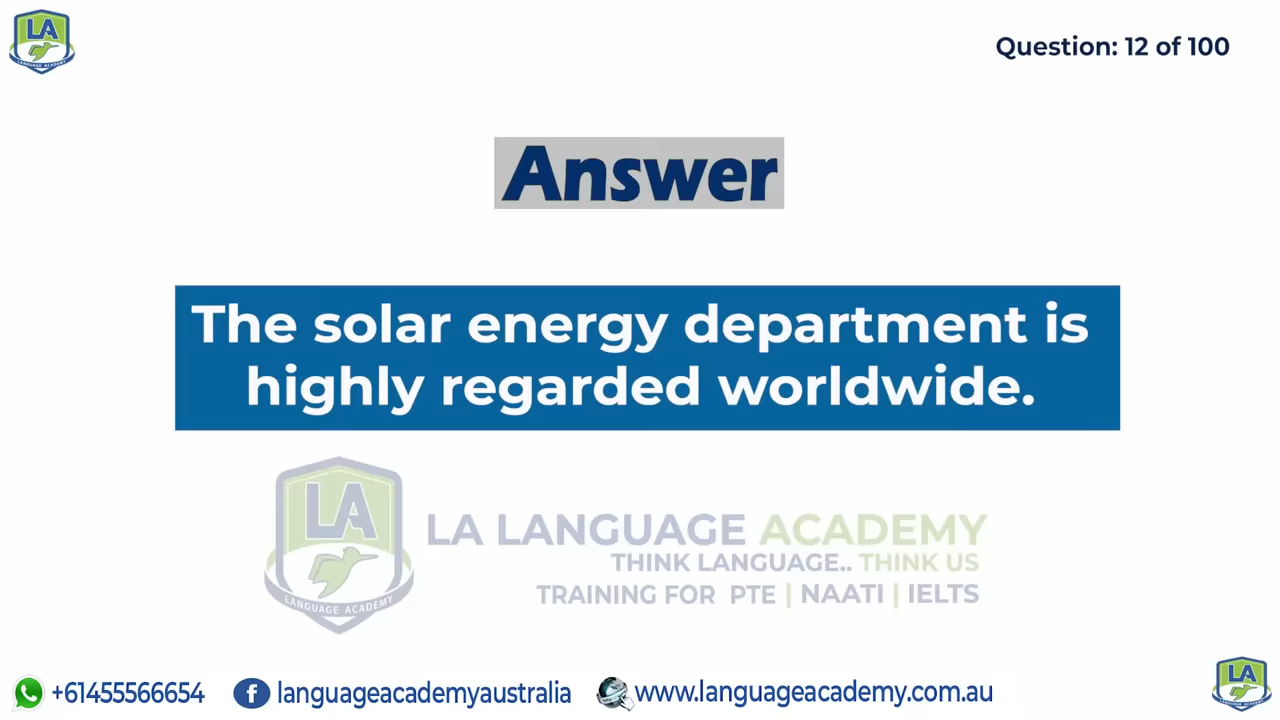 LA
LANGUAGE ACADEMY
Question: 12 of 100
Answer
The solar energy department is
highly regarded worldwide.
LA
LANGUAGE ACADEMY
LA LANGUAGE ACADEMY
THINK LANGUAGE.. THINK US
TRAINING FOR PTE | NAATI | IELTS
+61455566654
languageacademyaustralia
www.languageacademy.com.au
LA
LANGUAGE ACADEMY